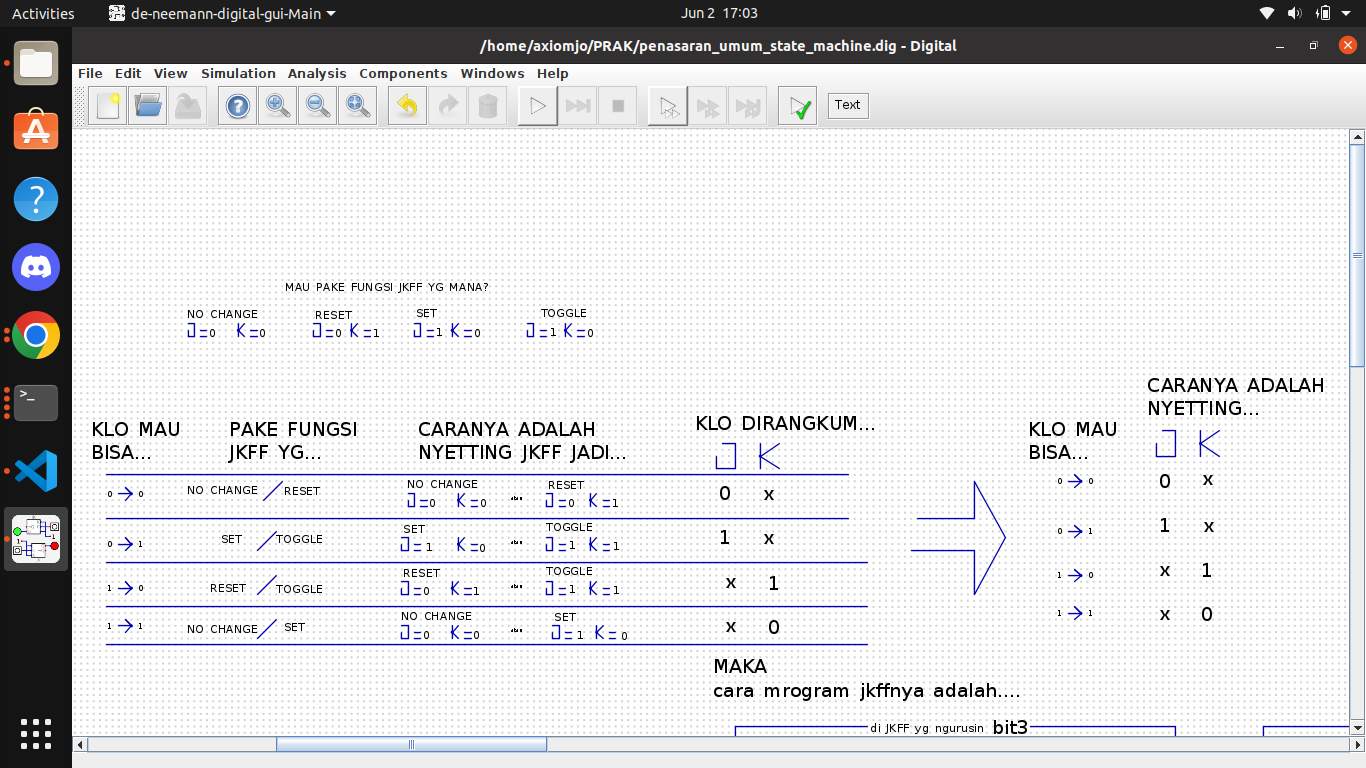 Activities de-neemann-digital-gui-Main Jun 2 17:03
/home/axiomjo/PRAK/penasaran_umum_state_machine.dig - Digital
File Edit View Simulation Analysis Components Windows Help
Text
MAU PAKE FUNGSI JKFF YG MANA?
NO CHANGE RESET SET TOGGLE
J=0 K=0 J=0 K=1 J=1 K=0 J=1 K=0
CARANYA ADALAH
NYETTING...
KLO MAU
BISA...
PAKE FUNGSI
JKFF YG...
CARANYA ADALAH
NYETTING JKFF JADI...
KLO DIRANGKUM...
J K
KLO MAU
BISA...
J K
0 → 0 NO CHANGE / RESET
NO CHANGE RESET
J=0 K=0 J=0 K=1
0 x
0 → 1 SET / TOGGLE
SET TOGGLE
J=1 K=0 J=1 K=1
1 x
1 → 0 RESET / TOGGLE
RESET TOGGLE
J=0 K=1 J=1 K=1
x 1
1 → 1 NO CHANGE / SET
NO CHANGE SET
J=0 K=0 J=1 K=0
x 0
0 → 0 0 x
0 → 1 1 x
1 → 0 x 1
1 → 1 x 0
MAKA
cara mrogram jkffnya adalah....
di JKFF yg ngurusin bit3